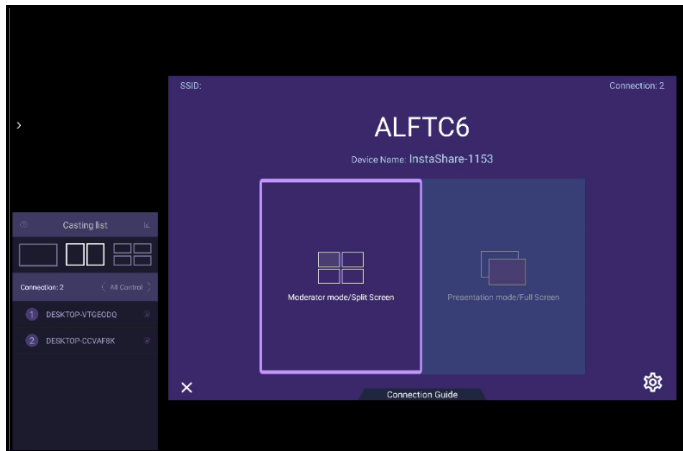 SSID:
Connection: 2
ALFTC6
Device Name: InstaShare-1153
Moderator mode/Split Screen
Presentation mode/Full Screen
Connection Guide
Casting list
Connection: 2
All Control
1 DESKTOP-VTGEODQ
2 DESKTOP-CCVAF8K